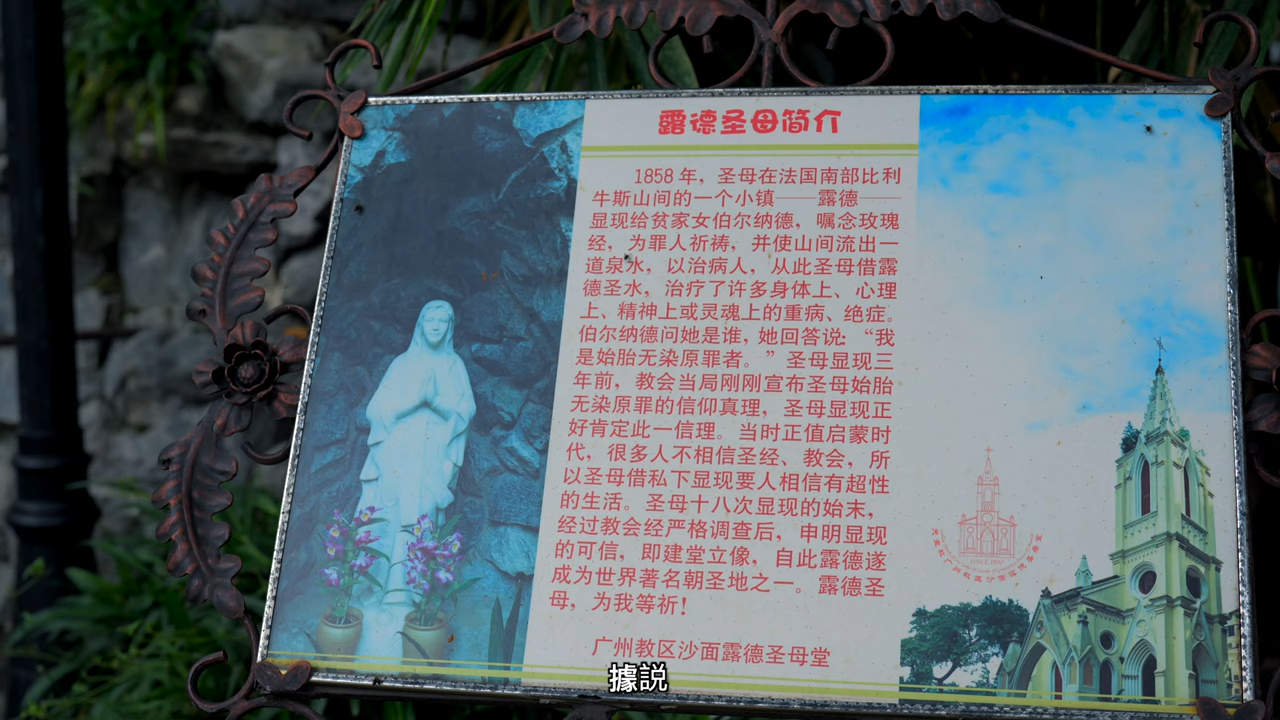 露德圣母简介
1858 年，圣母在法国南部比利
牛斯山间的一个小镇——露德——
显现给贫家女伯尔纳德，嘱念玫瑰
经，为罪人祈祷，并使山间流出一
道泉水，以治病人，从此圣母借露
德圣水，治疗了许多身体上、心理
上、精神上或灵魂上的重病、绝症。
伯尔纳德问她是谁，她回答说：“我
是始胎无染原罪者。”圣母显现三
年前，教会当局刚刚宣布圣母始胎
无染原罪的信仰真理，圣母显现正
好肯定此一信理。当时正值启蒙时
代，很多人不相信圣经、教会，所
以圣母借私下显现要人相信有超性
的生活。圣母十八次显现的始末，
经过教会经严格调查后，申明显现
的可信，即建堂立像，自此露德遂
成为世界著名朝圣地之一。露德圣
母，为我等祈！
广州教区沙面露德圣母堂
據説